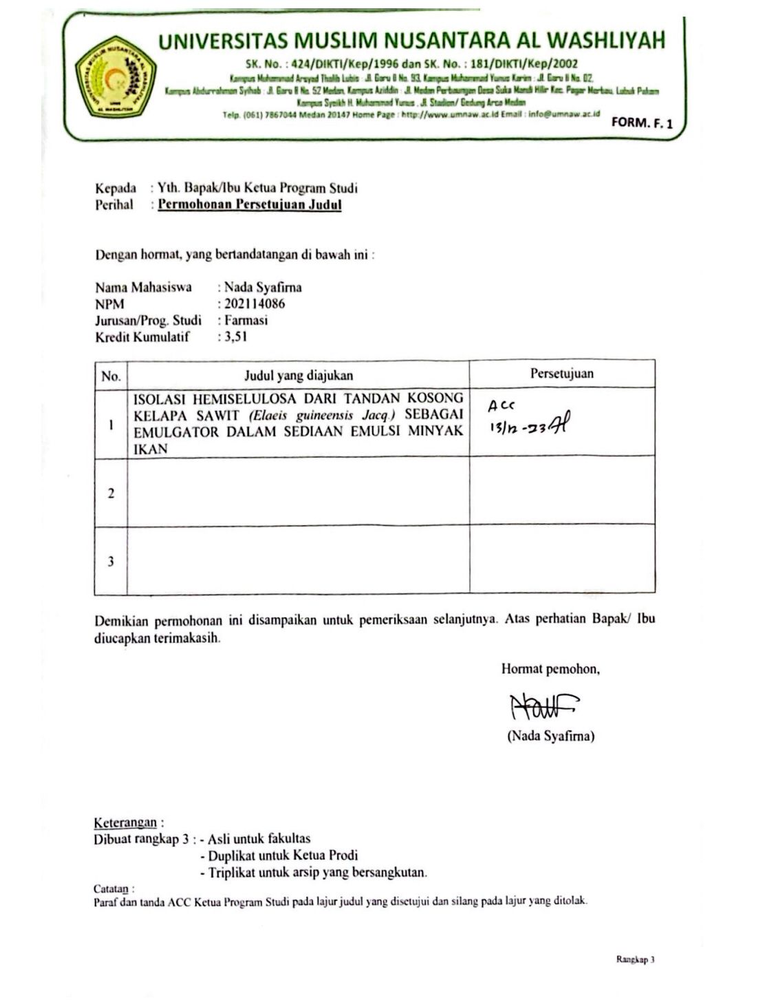 UNIVERSITAS MUSLIM NUSANTARA AL WASHLIYAH
SK. No. : 424/DIKTI/Kep/1996 dan SK. No. : 181/DIKTI/Kep/2002
Kampus Muhammad Arsyad Thalib Lubis : Jl. Garu II No. 93, Kampus Muhammad Yunus Karim : Jl. Garu II No. 02,
Kampus Abdurrahman Syihab : Jl. Garu II No. 52 Medan, Kampus Aziddin : Jl. Medan Perbaungan Desa Suka Mandi Hilir Kec. Pagar Merbau, Lubuk Pakam
Kampus Syeikh H. Muhammad Yunus , Jl. Stadion/ Gedung Arca Medan
Telp. (061) 7867044 Medan 20147 Home Page : http://www.umnaw.ac.id Email : info@umnaw.ac.id
FORM. F. 1
UNIVERSITAS MUSLIM NUSANTARA AL WASHLIYAH
UMN
AL WASHLIYAH
Kepada : Yth. Bapak/Ibu Ketua Program Studi
Perihal : Permohonan Persetujuan Judul
Dengan hormat, yang bertandatangan di bawah ini :
Nama Mahasiswa : Nada Syafirna
NPM : 202114086
Jurusan/Prog. Studi : Farmasi
Kredit Kumulatif : 3,51
No. Judul yang diajukan Persetujuan
1 ISOLASI HEMISELULOSA DARI TANDAN KOSONG
KELAPA SAWIT (Elaeis guineensis Jacq.) SEBAGAI
EMULGATOR DALAM SEDIAAN EMULSI MINYAK
IKAN
ACC
13/12-23
2
3
Demikian permohonan ini disampaikan untuk pemeriksaan selanjutnya. Atas perhatian Bapak/ Ibu
diucapkan terimakasih.
Hormat pemohon,
(Nada Syafirna)
Keterangan :
Dibuat rangkap 3 : - Asli untuk fakultas
- Duplikat untuk Ketua Prodi
- Triplikat untuk arsip yang bersangkutan.
Catatan :
Paraf dan tanda ACC Ketua Program Studi pada lajur judul yang disetujui dan silang pada lajur yang ditolak.
Rangkap 3